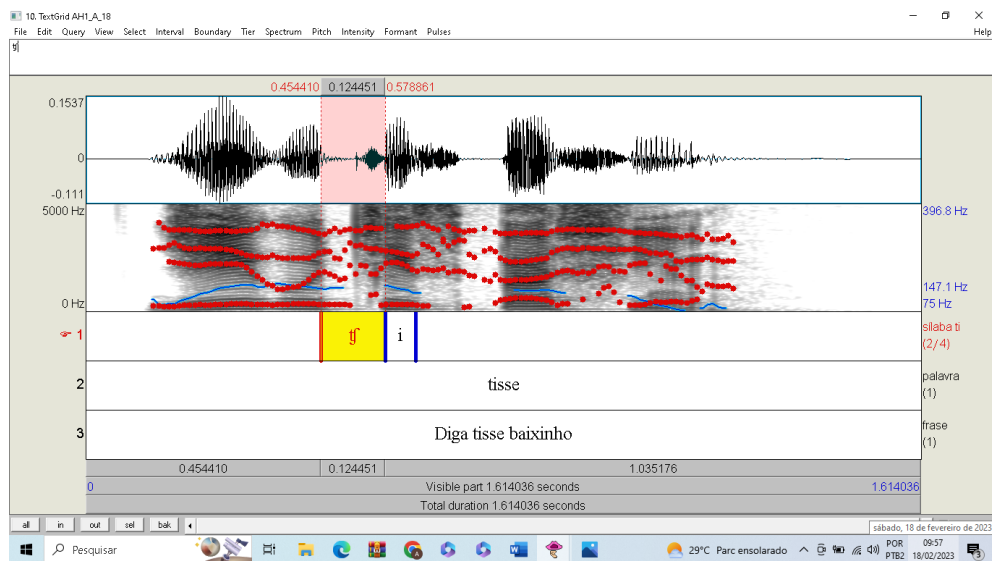 10. TextGrid AH1_A_18
File Edit Query View Select Interval Boundary Tier Spectrum Pitch Intensity Formant Pulses Help
ʧ
0.454410 0.124451 0.578861
0.1537
0
-0.111
5000 Hz 396.8 Hz
147.1 Hz
0 Hz 75 Hz
1 ʧ i sílaba ti
(2/4)
2 tisse palavra
(1)
3 Diga tisse baixinho frase
(1)
0.454410 0.124451 1.035176
0 Visible part 1.614036 seconds 1.614036
Total duration 1.614036 seconds
all in out sel bak
sábado, 18 de fevereiro de 2023
Pesquisar 29°C Parc ensolarado POR 09:57
PTB2 18/02/2023 3